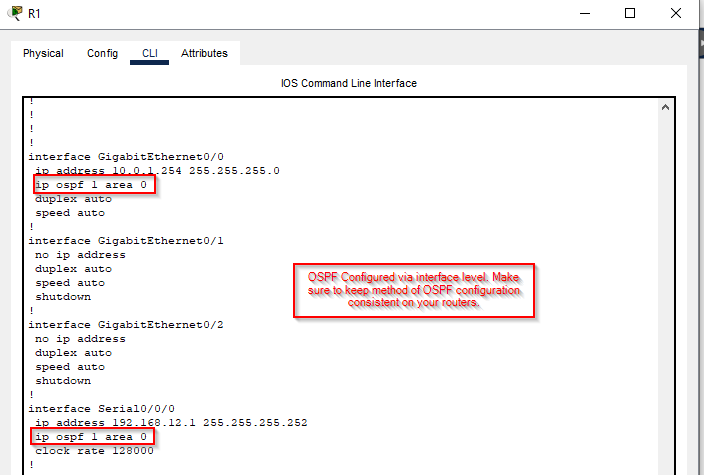 R1
Physical Config CLI Attributes
IOS Command Line Interface
!
!
!
!
interface GigabitEthernet0/0
ip address 10.0.1.254 255.255.255.0
ip ospf 1 area 0
duplex auto
speed auto
!
interface GigabitEthernet0/1
no ip address
duplex auto
speed auto
shutdown
!
interface GigabitEthernet0/2
no ip address
duplex auto
speed auto
shutdown
!
interface Serial0/0/0
ip address 192.168.12.1 255.255.255.252
ip ospf 1 area 0
clock rate 128000
!
OSPF Configured via interface level. Make
sure to keep method of OSPF configuration
consistent on your routers.